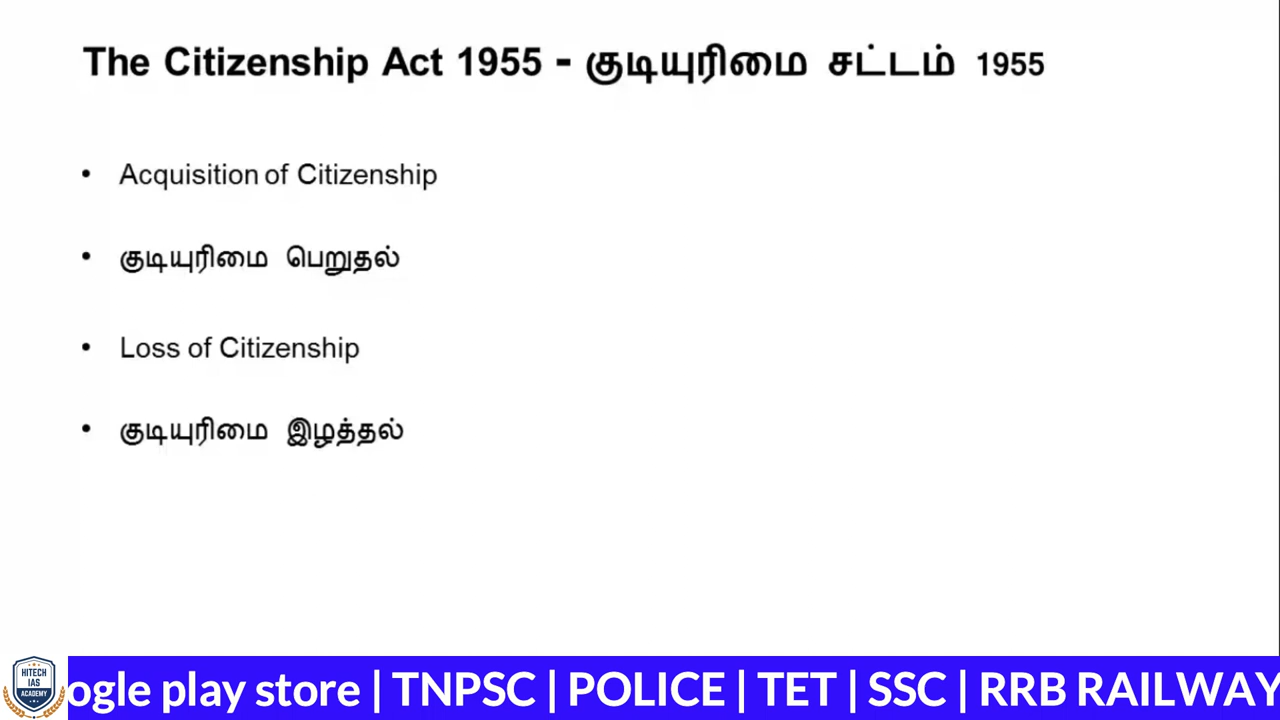 The Citizenship Act 1955 - குடியுரிமை சட்டம் 1955
• Acquisition of Citizenship
• குடியுரிமை பெறுதல்
• Loss of Citizenship
• குடியுரிமை இழத்தல்
HITECH
IAS
ACADEMY
ogle play store | TNPSC | POLICE | TET | SSC | RRB RAILWAY